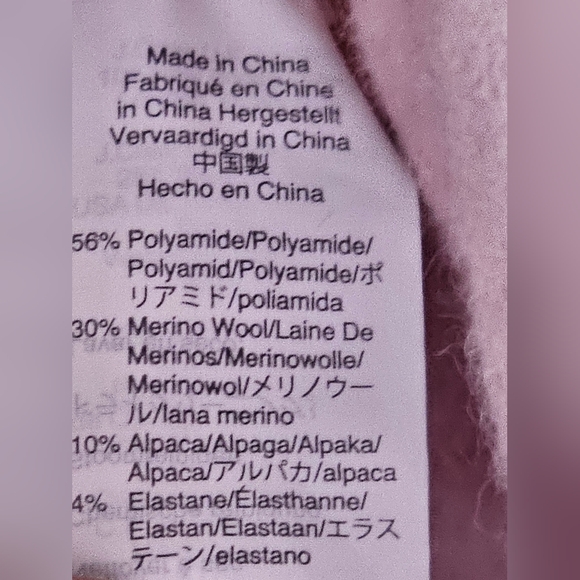 Made in China
Fabriqué en Chine
in China Hergestellt
Vervaardigd in China
中国製
Hecho en China
56% Polyamide/Polyamide/
Polyamid/Polyamide/ポ
リアミド/poliamida
30% Merino Wool/Laine De
Merinos/Merinowolle/
Merinowol/メリノウー
ル/lana merino
10% Alpaca/Alpaga/Alpaka/
Alpaca/アルパカ/alpaca
4% Elastane/Élasthanne/
Elastan/Elastaan/エラス
テーン/elastano